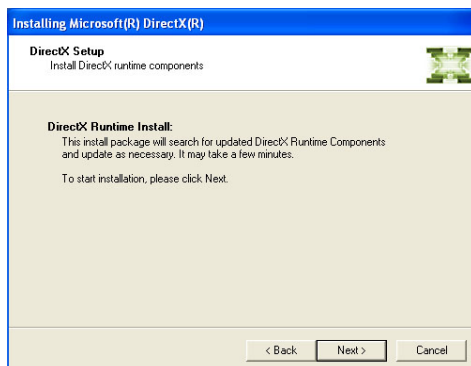 Installing Microsoft(R) DirectX(R)
DirectX Setup
Install DirectX runtime components
DirectX Runtime Install:
This install package will search for updated DirectX Runtime Components
and update as necessary. It may take a few minutes.
To start installation, please click Next.
< Back
Next >
Cancel